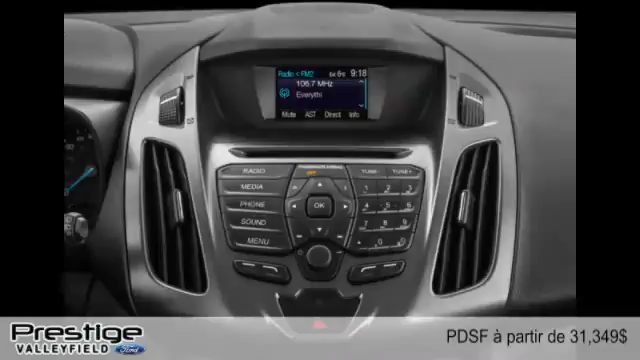 Radio < FM2 9:18
106.7 MHz
Everythi
Mute AST Direct Info
RADIO
MEDIA
PHONE
SOUND
MENU
OK
TUNE- TUNE+
1 2 3
4 5 6
7 8 9
* 0 #
Prestige
VALLEYFIELD Ford
PDSF à partir de 31,349$